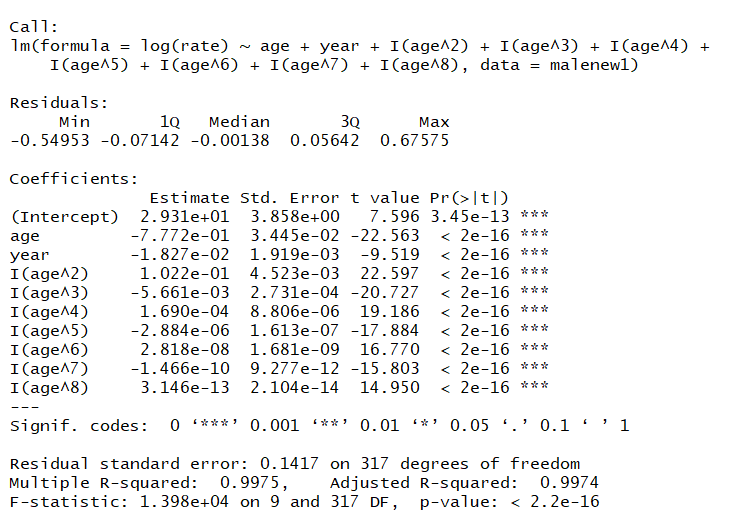 Call:
lm(formula = log(rate) ~ age + year + I(age^2) + I(age^3) + I(age^4) +
    I(age^5) + I(age^6) + I(age^7) + I(age^8), data = malenew1)

Residuals:
     Min       1Q   Median       3Q      Max
-0.54953 -0.07142 -0.00138  0.05642  0.67575

Coefficients:
              Estimate Std. Error t value Pr(>|t|)
(Intercept)  2.931e+01  3.858e+00   7.596 3.45e-13 ***
age         -7.772e-01  3.445e-02 -22.563  < 2e-16 ***
year        -1.827e-02  1.919e-03  -9.519  < 2e-16 ***
I(age^2)     1.022e-01  4.523e-03  22.597  < 2e-16 ***
I(age^3)    -5.661e-03  2.731e-04 -20.727  < 2e-16 ***
I(age^4)     1.690e-04  8.806e-06  19.186  < 2e-16 ***
I(age^5)    -2.884e-06  1.613e-07 -17.884  < 2e-16 ***
I(age^6)     2.818e-08  1.681e-09  16.770  < 2e-16 ***
I(age^7)    -1.466e-10  9.277e-12 -15.803  < 2e-16 ***
I(age^8)     3.146e-13  2.104e-14  14.950  < 2e-16 ***
---
Signif. codes:  0 ‘***’ 0.001 ‘**’ 0.01 ‘*’ 0.05 ‘.’ 0.1 ‘ ’ 1

Residual standard error: 0.1417 on 317 degrees of freedom
Multiple R-squared:  0.9975,    Adjusted R-squared:  0.9974
F-statistic: 1.398e+04 on 9 and 317 DF,  p-value: < 2.2e-16